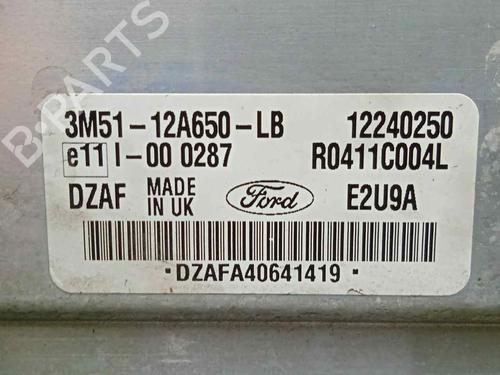 B-PARTS
3M51-12A650-LB 12240250
e11 I-00 0287 R0411C004L
DZAF MADE IN UK Ford E2U9A
·DZAFA40641419·